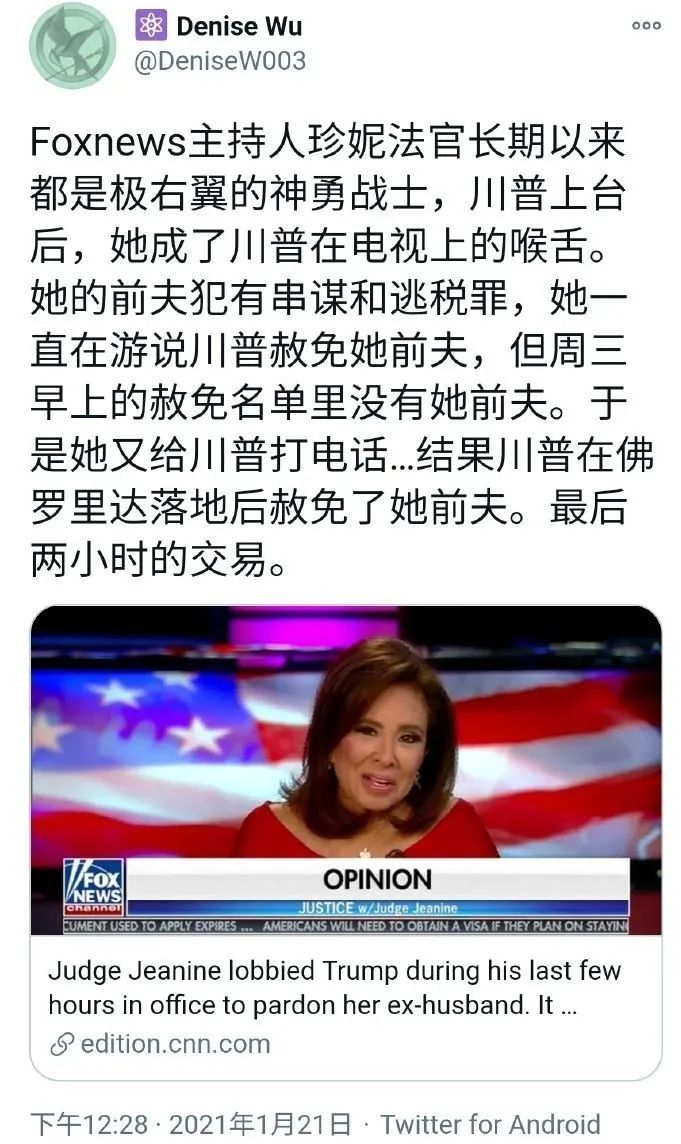 Denise Wu
@DeniseW003
Foxnews主持人珍妮法官长期以来
都是极右翼的神勇战士，川普上台
后，她成了川普在电视上的喉舌。
她的前夫犯有串谋和逃税罪，她一
直在游说川普赦免她前夫，但周三
早上的赦免名单里没有她前夫。于
是她又给川普打电话...结果川普在佛
罗里达落地后赦免了她前夫。最后
两小时的交易。
FOX
NEWS
channel
OPINION
JUSTICE w/Judge Jeanine
CUMENT USED TO APPLY EXPIRES ... AMERICANS WILL NEED TO OBTAIN A VISA IF THEY PLAN ON STAYIN
Judge Jeanine lobbied Trump during his last few
hours in office to pardon her ex-husband. It ...
edition.cnn.com
下午12:28 · 2021年1月21日 · Twitter for Android